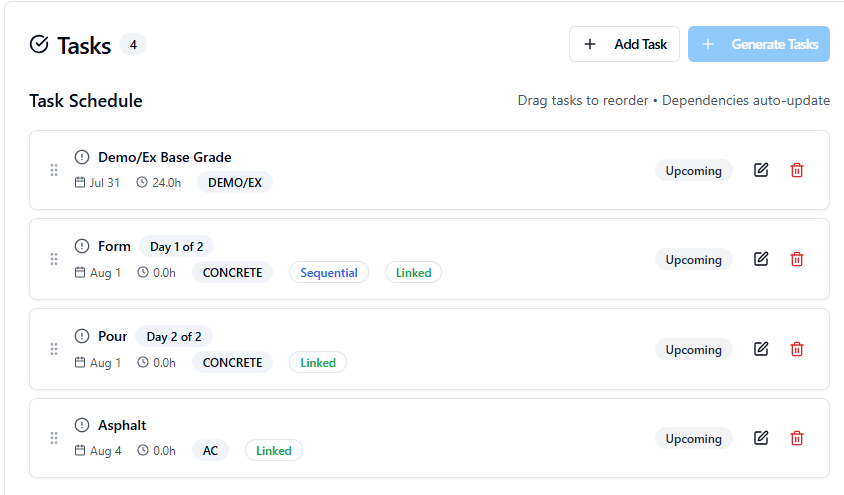 Tasks 4
+ Add Task
+ Generate Tasks
Task Schedule
Drag tasks to reorder • Dependencies auto-update
Demo/Ex Base Grade
Jul 31 24.0h DEMO/EX
Upcoming
Form Day 1 of 2
Aug 1 0.0h CONCRETE Sequential Linked
Upcoming
Pour Day 2 of 2
Aug 1 0.0h CONCRETE Linked
Upcoming
Asphalt
Aug 4 0.0h AC Linked
Upcoming